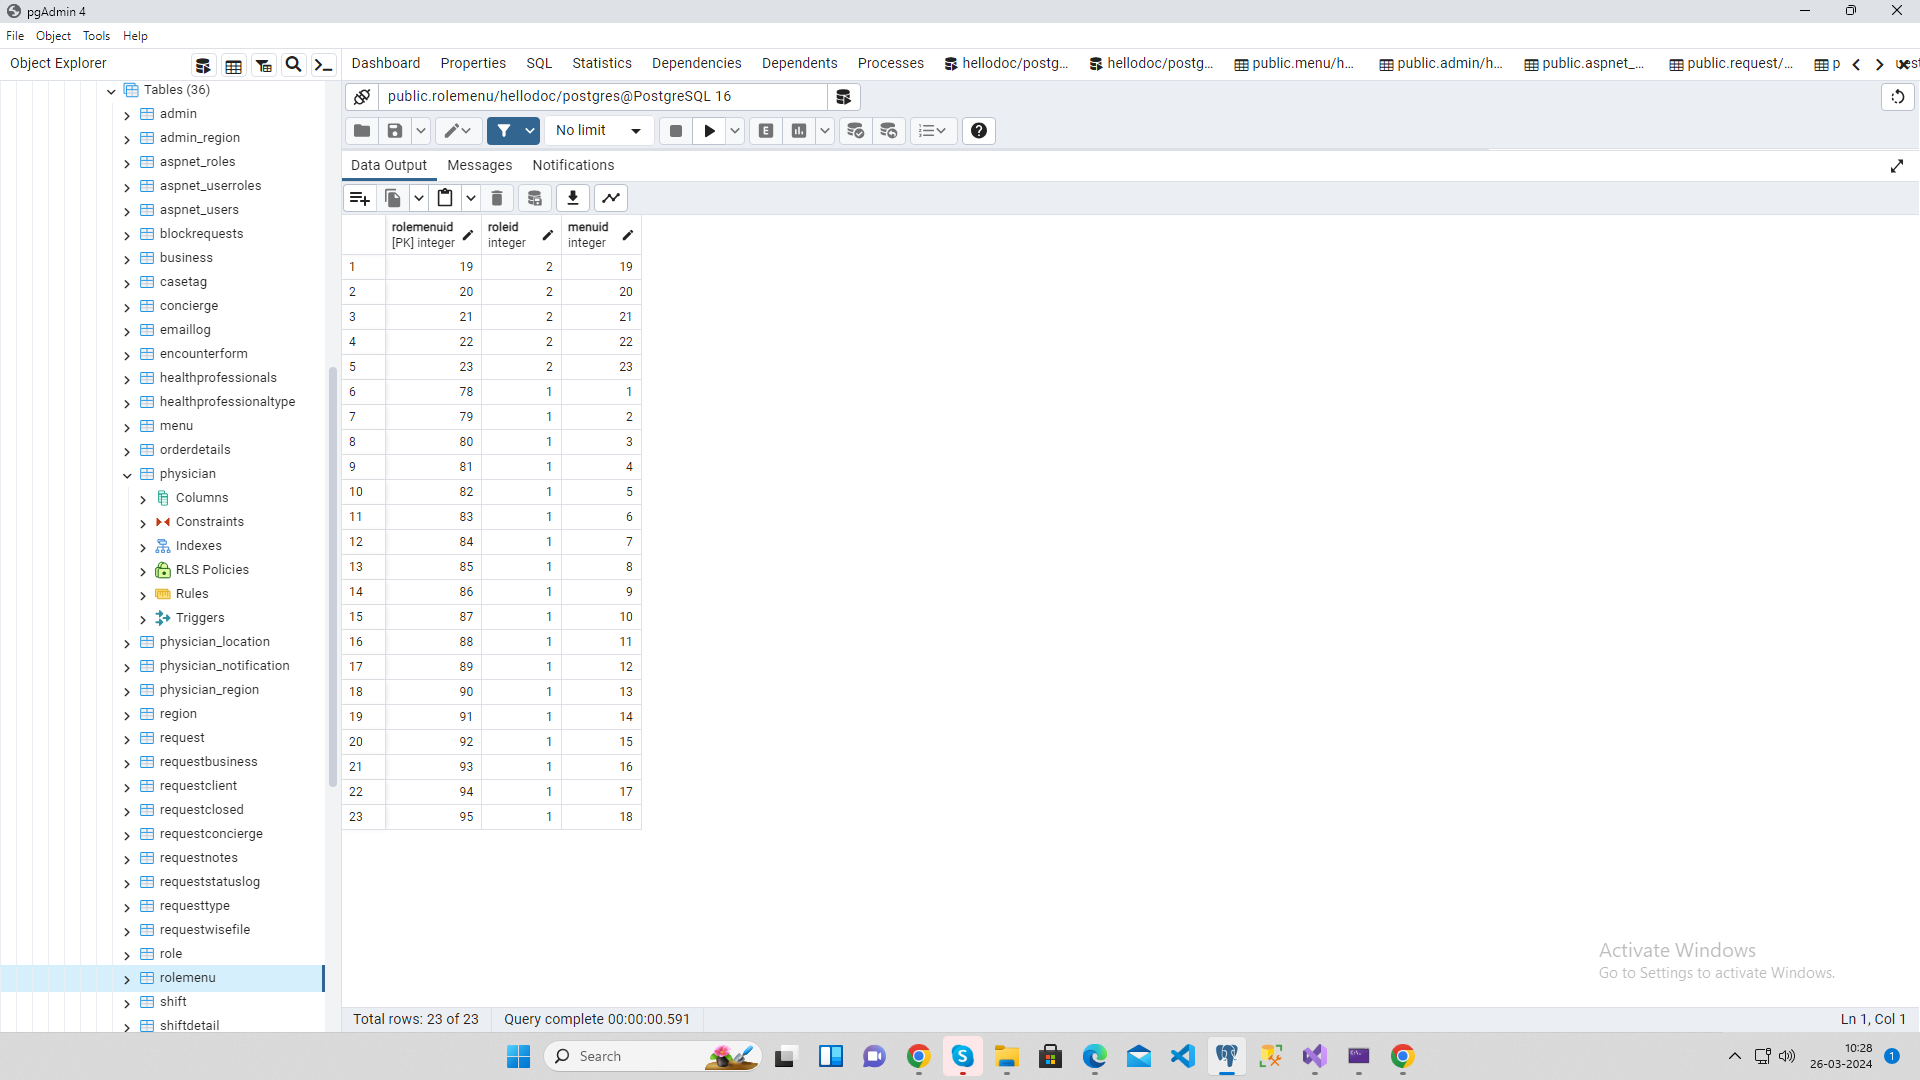 pgAdmin 4
File Object Tools Help
Object Explorer
Dashboard Properties SQL Statistics Dependencies Dependents Processes hellodoc/postg... hellodoc/postg... public.menu/h... public.admin/h... public.aspnet_... public.request/... p
public.rolemenu/hellodoc/postgres@PostgreSQL 16
No limit
E
Data Output Messages Notifications
Tables (36)
admin
admin_region
aspnet_roles
aspnet_userroles
aspnet_users
blockrequests
business
casetag
concierge
emaillog
encounterform
healthprofessionals
healthprofessionaltype
menu
orderdetails
physician
Columns
Constraints
Indexes
RLS Policies
Rules
Triggers
physician_location
physician_notification
physician_region
region
request
requestbusiness
requestclient
requestclosed
requestconcierge
requestnotes
requeststatuslog
requesttype
requestwisefile
role
rolemenu
shift
shiftdetail
rolemenuid roleid menuid
[PK] integer integer integer
1 19 2 19
2 20 2 20
3 21 2 21
4 22 2 22
5 23 2 23
6 78 1 1
7 79 1 2
8 80 1 3
9 81 1 4
10 82 1 5
11 83 1 6
12 84 1 7
13 85 1 8
14 86 1 9
15 87 1 10
16 88 1 11
17 89 1 12
18 90 1 13
19 91 1 14
20 92 1 15
21 93 1 16
22 94 1 17
23 95 1 18
Activate Windows
Go to Settings to activate Windows.
Total rows: 23 of 23 Query complete 00:00:00.591 Ln 1, Col 1
Search
10:28
26-03-2024
1